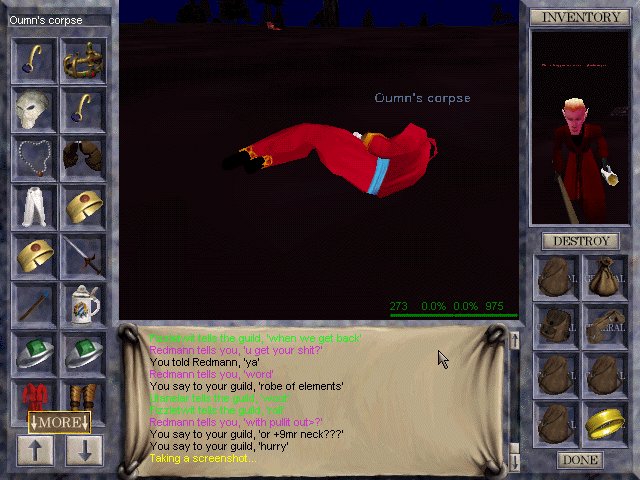 Oumn's corpse
INVENTORY
Oumn's corpse
DESTROY
273 0.0% 0.0% 975
tells the guild, 'when we get back'
Redmann tells you, 'u get your shit?'
You told Redmann, 'ya'
Redmann tells you, 'word'
You say to your guild, 'robe of elements'
tells the guild,
tells the guild, 'roll'
Redmann tells you, 'with pullit out>?'
You say to your guild, 'or +9mr neck???'
You say to your guild, 'hurry'
Taking a screenshot...
MORE
DONE